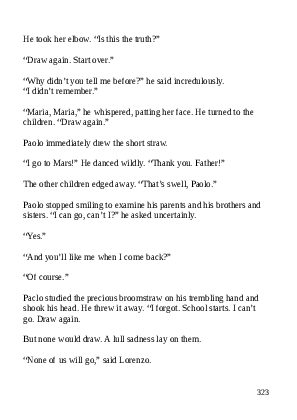 He took her elbow. “Is this the truth?”
“Draw again. Start over.”
“Why didn’t you tell me before?” he said incredulously.
“I didn’t remember.”
“Maria, Maria,” he whispered, patting her face. He turned to the
children. “Draw again.”
Paolo immediately drew the short straw.
“I go to Mars!” He danced wildly. “Thank you. Father!”
The other children edged away. “That’s swell, Paolo.”
Paolo stopped smiling to examine his parents and his brothers and
sisters. “I can go, can’t I?” he asked uncertainly.
“Yes.”
“And you’ll like me when I come back?”
“Of course.”
Paolo studied the precious broomstraw on his trembling hand and
shook his head. He threw it away. “I forgot. School starts. I can’t
go. Draw again.
But none would draw. A lull sadness lay on them.
“None of us will go,” said Lorenzo.
323